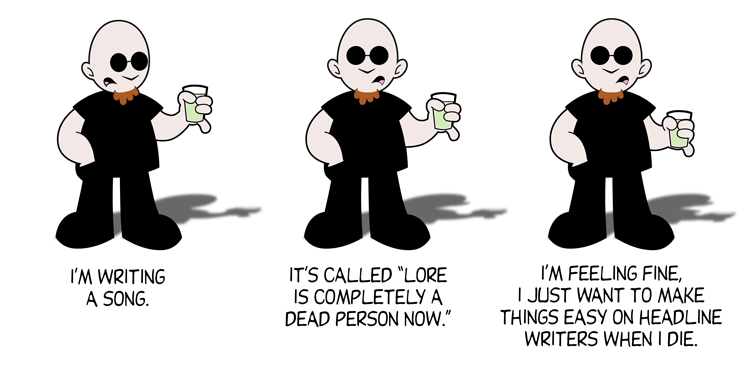 I'M WRITING
A SONG.
IT'S CALLED “LORE
IS COMPLETELY A
DEAD PERSON NOW.”
I'M FEELING FINE,
I JUST WANT TO MAKE
THINGS EASY ON HEADLINE
WRITERS WHEN I DIE.